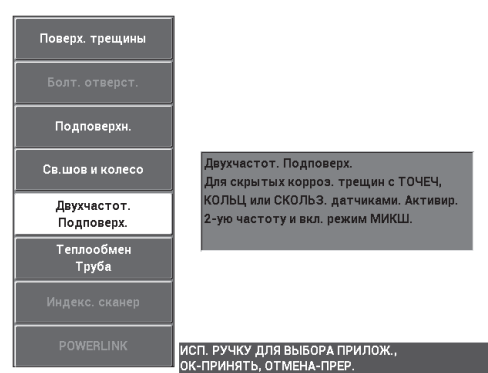 Поверх. трещины
Болт. отверст.
Подповерхн.
Св.шов и колесо
Двухчастот.
Подповерх.
Теплообмен
Труба
Индекс. сканер
POWERLINK
Двухчастот. Подповерх.
Для скрытых корроз. трещин с ТОЧЕЧ,
КОЛЬЦ или СКОЛЬЗ. датчиками. Активир.
2-ую частоту и вкл. режим МИКШ.
ИСП. РУЧКУ ДЛЯ ВЫБОРА ПРИЛОЖ.,
ОК-ПРИНЯТЬ, ОТМЕНА-ПРЕР.